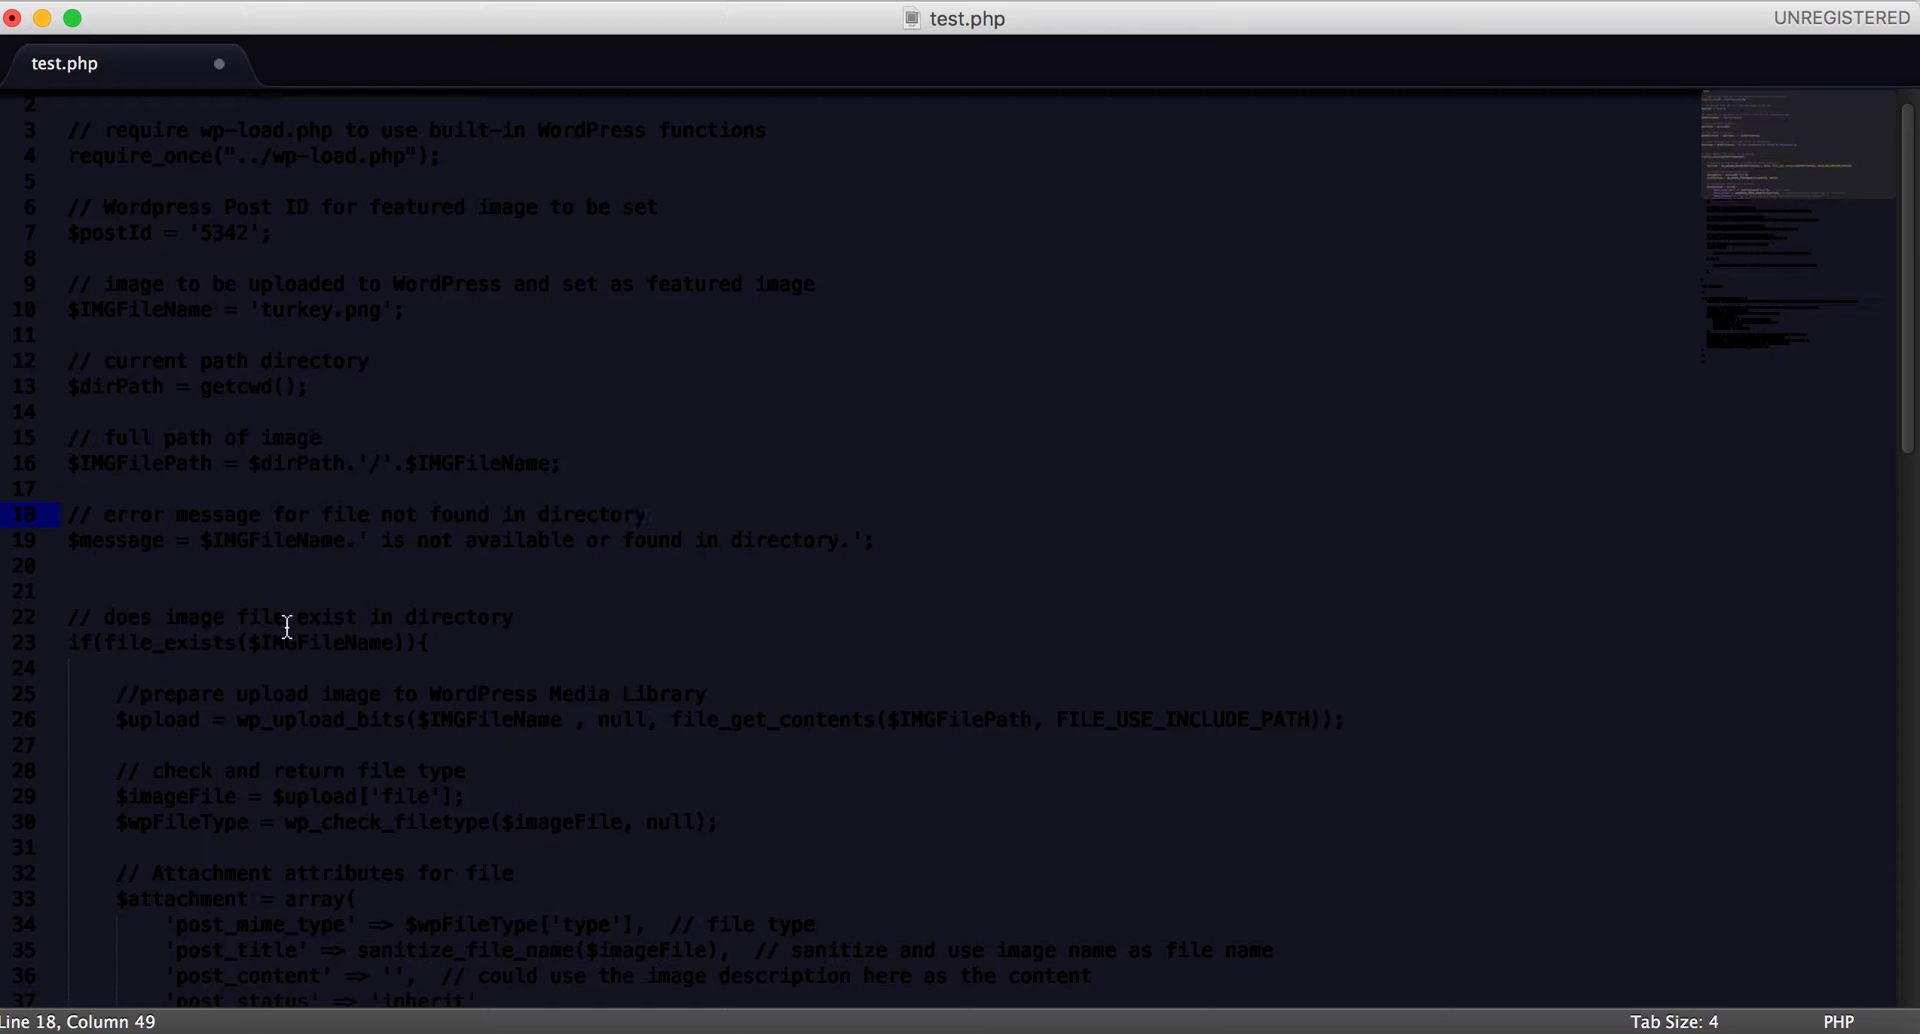 test.php
UNREGISTERED
test.php
2
3 // require wp-load.php to use built-in WordPress functions
4 require_once("../wp-load.php");
5
6 // Wordpress Post ID for featured image to be set
7 $postId = '5342';
8
9 // image to be uploaded to WordPress and set as featured image
10 $IMGFileName = 'turkey.png';
11
12 // current path directory
13 $dirPath = getcwd();
14
15 // full path of image
16 $IMGFilePath = $dirPath.'/'.$IMGFileName;
17
18 // error message for file not found in directory
19 $message = $IMGFileName.' is not available or found in directory.';
20
21
22 // does image file exist in directory
23 if(file_exists($IMGFileName)){
24
25 //prepare upload image to WordPress Media Library
26 $upload = wp_upload_bits($IMGFileName , null, file_get_contents($IMGFilePath, FILE_USE_INCLUDE_PATH));
27
28 // check and return file type
29 $imageFile = $upload['file'];
30 $wpFileType = wp_check_filetype($imageFile, null);
31
32 // Attachment attributes for file
33 $attachment = array(
34 'post_mime_type' => $wpFileType['type'], // file type
35 'post_title' => sanitize_file_name($imageFile), // sanitize and use image name as file name
36 'post_content' => '', // could use the image description here as the content
37 'post_status' => 'inherit'
Line 18, Column 49
Tab Size: 4
PHP